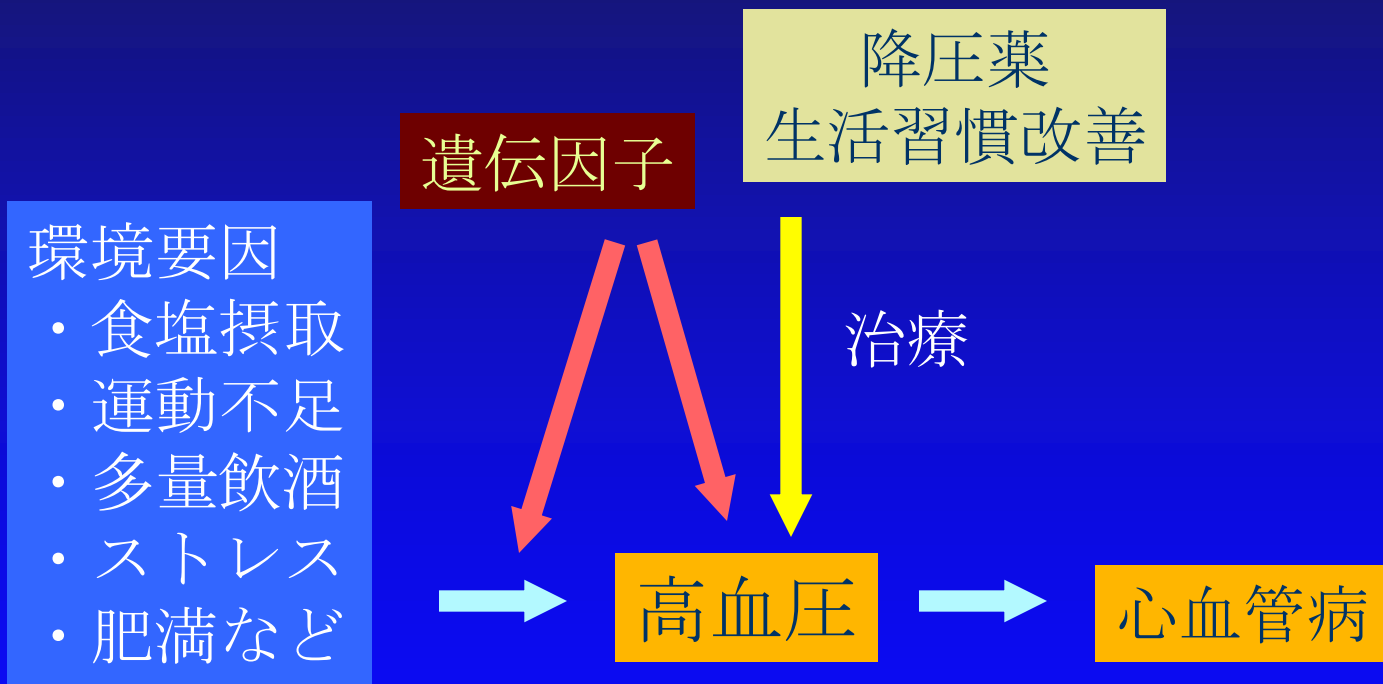 降圧薬
生活習慣改善
遺伝因子
環境要因
・食塩摂取
・運動不足
・多量飲酒
・ストレス
・肥満など
治療
高血圧
心血管病